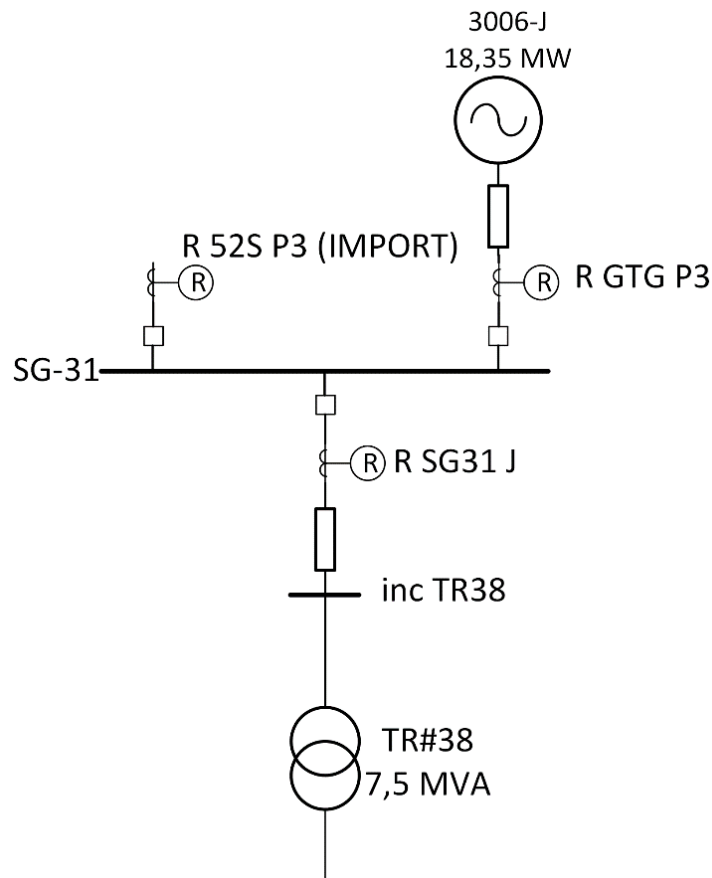 3006-J
18,35 MW
R 52S P3 (IMPORT)
R
R
R GTG P3
SG-31
R
R SG31 J
inc TR38
TR#38
7,5 MVA